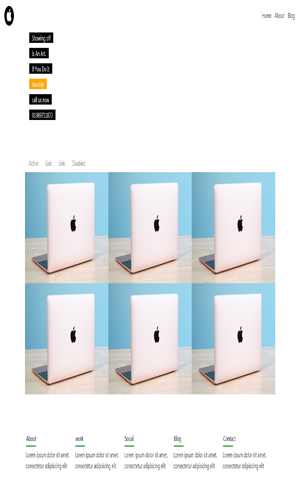 Home About Blog
Showing off
Is An Art.
If You Do It
Humbly
call us now
Active Link Link Disabled
About work Social Blog Contact
Lorem ipsum dolor sit amet, Lorem ipsum dolor sit amet, Lorem ipsum dolor sit amet, Lorem ipsum dolor sit amet, Lorem ipsum dolor sit amet,
consectetur adipisicing elit consectetur adipisicing elit consectetur adipisicing elit consectetur adipisicing elit consectetur adipisicing elit